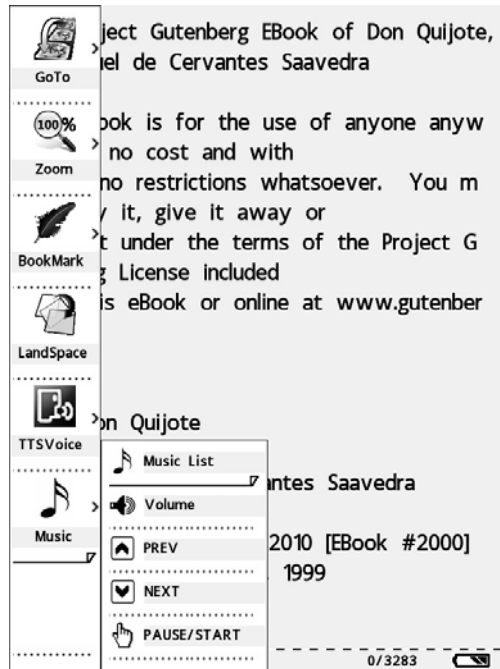 ject Gutenberg EBook of Don Quijote,
el de Cervantes Saavedra
ook is for the use of anyone anyw
no cost and with
no restrictions whatsoever. You m
y it, give it away or
t under the terms of the Project G
g License included
is eBook or online at www.gutenber
on Quijote
antes Saavedra
2010 [EBook #2000]
1999
GoTo
100%
Zoom
BookMark
LandSpace
TTSVoice
Music
Music List
Volume
PREV
NEXT
PAUSE/START
0/3283